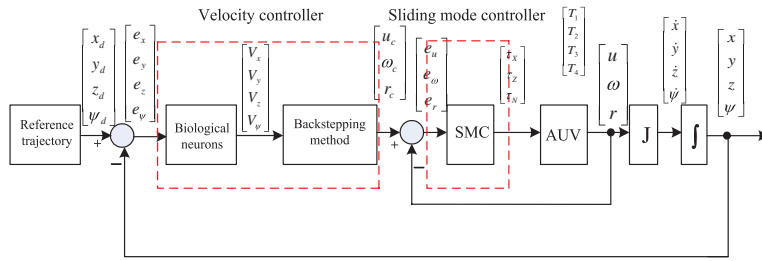 Velocity controller
Sliding mode controller
x_d
y_d
z_d
ψ_d
e_x
e_y
e_z
e_ψ
V_x
V_y
V_z
V_ψ
u_c
ω_c
r_c
e_u
e_ω
e_r
τ_X
τ_Z
τ_N
T_1
T_2
T_3
T_4
u
ω
r
ẋ
ẏ
ż
ψ̇
x
y
z
ψ
Reference
trajectory
+
−
Biological
neurons
Backstepping
method
+
−
SMC
AUV
J
∫